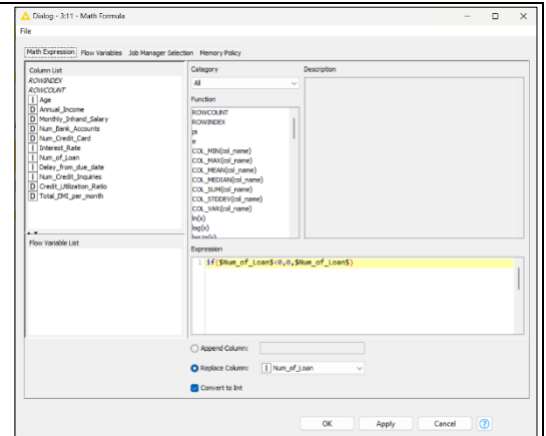 Dialog - 3:11 - Math Formula
File
Math Expression Flow Variables Job Manager Selection Memory Policy
Column List
ROWINDEX
ROWCOUNT
I Age
D Annual_Income
D Monthly_Inhand_Salary
D Num_Bank_Accounts
D Num_Credit_Card
I Interest_Rate
I Num_of_Loan
I Delay_from_due_date
I Num_Credit_Inquiries
D Credit_Utilization_Ratio
D Total_EMI_per_month
Flow Variable List
Category
All
Function
ROWCOUNT
ROWINDEX
pi
e
COL_MIN(col_name)
COL_MAX(col_name)
COL_MEAN(col_name)
COL_MEDIAN(col_name)
COL_SUM(col_name)
COL_STDDEV(col_name)
COL_VAR(col_name)
ln(x)
log(x)
Description
Expression
1 if($Num_of_Loan$<0,0,$Num_of_Loan$)
Append Column:
Replace Column: I Num_of_Loan
Convert to Int
OK Apply Cancel ?